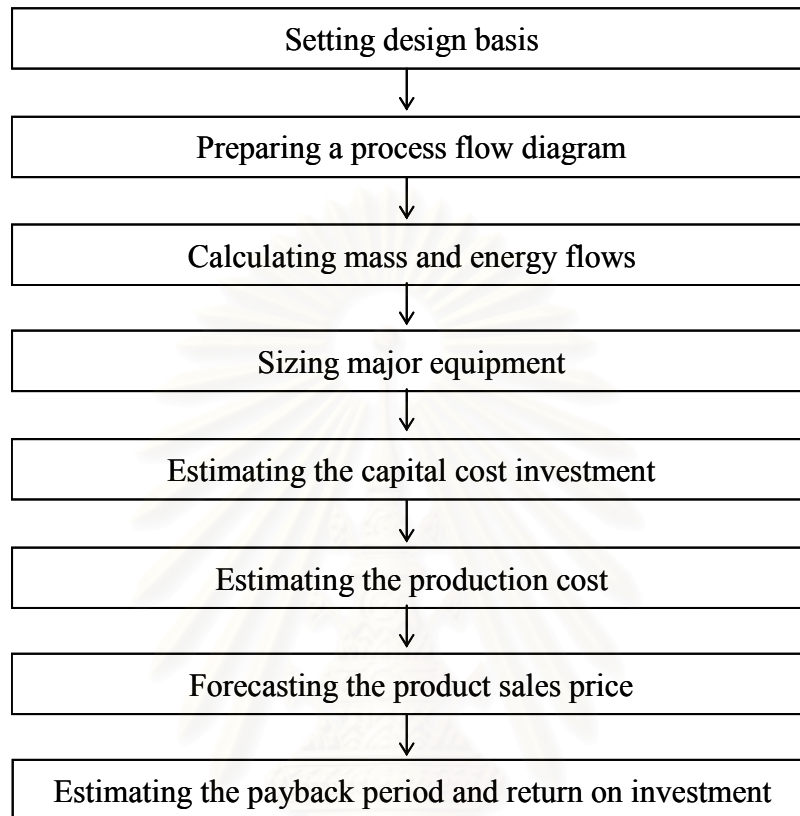 Setting design basis
Preparing a process flow diagram
Calculating mass and energy flows
Sizing major equipment
Estimating the capital cost investment
Estimating the production cost
Forecasting the product sales price
Estimating the payback period and return on investment